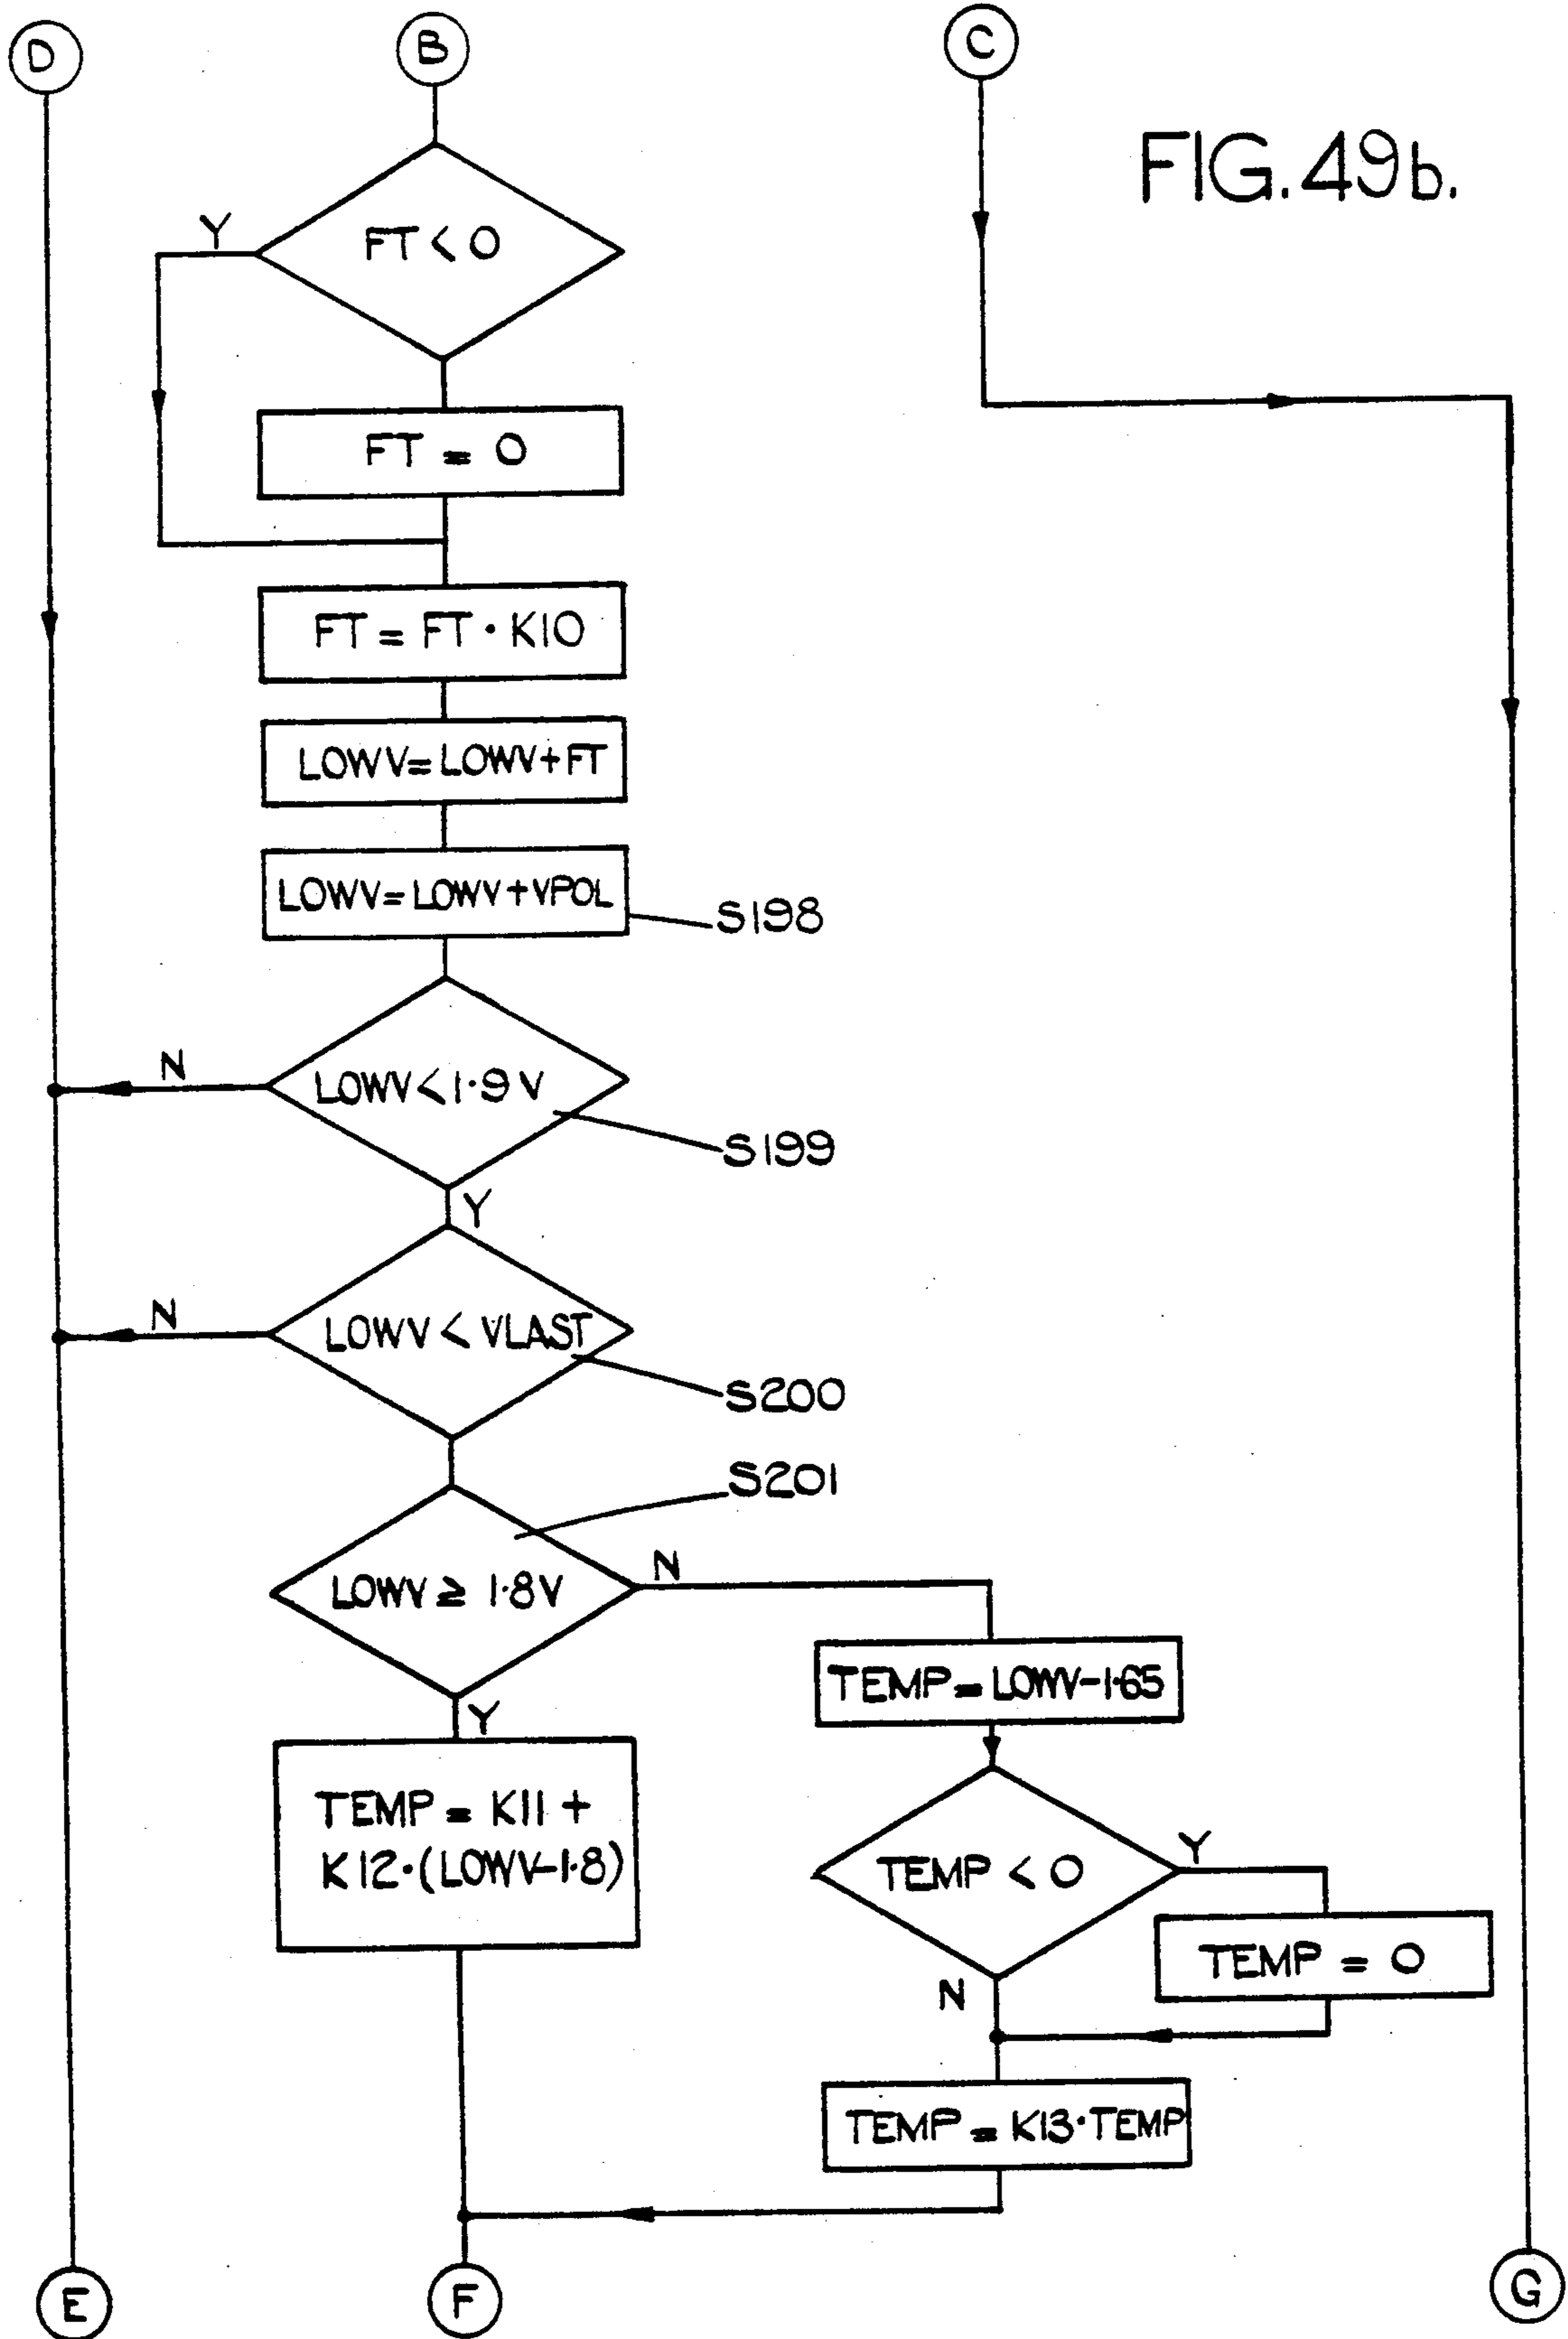 D
B
C
FIG.49b.
Y
FT < 0
FT = 0
FT = FT · K10
LOWV=LOWV+FT
LOWV=LOWV+VPOL
S198
N
LOWV<1·9V
S199
Y
N
LOWV < VLAST
S200
S201
LOWV ≥ 1·8V
N
TEMP=LOWV-1·65
Y
TEMP = K11 +
K12·(LOWV-1·8)
TEMP < 0
Y
TEMP = 0
N
TEMP = K13·TEMP
E
F
G